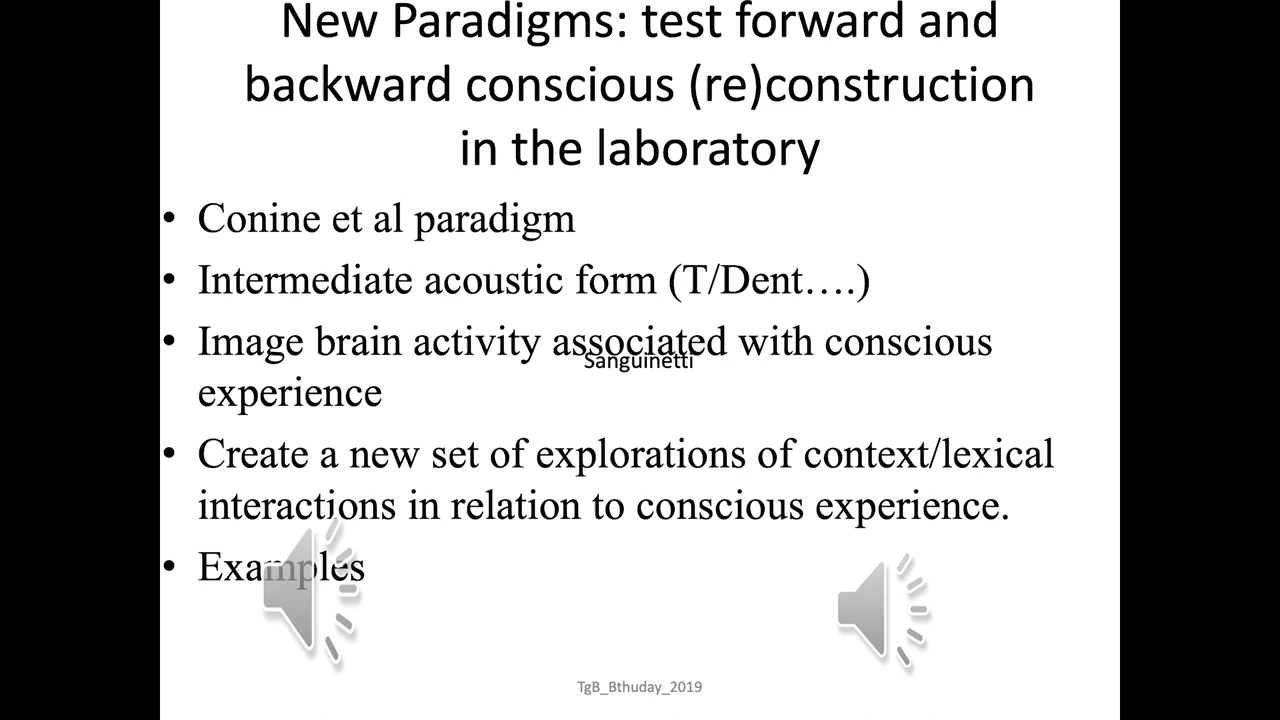 New Paradigms: test forward and
backward conscious (re)construction
in the laboratory
• Conine et al paradigm
• Intermediate acoustic form (T/Dent….)
• Image brain activity associated with conscious
Sanguinetti
experience
• Create a new set of explorations of context/lexical
interactions in relation to conscious experience.
• Examples
TgB_Bthuday_2019